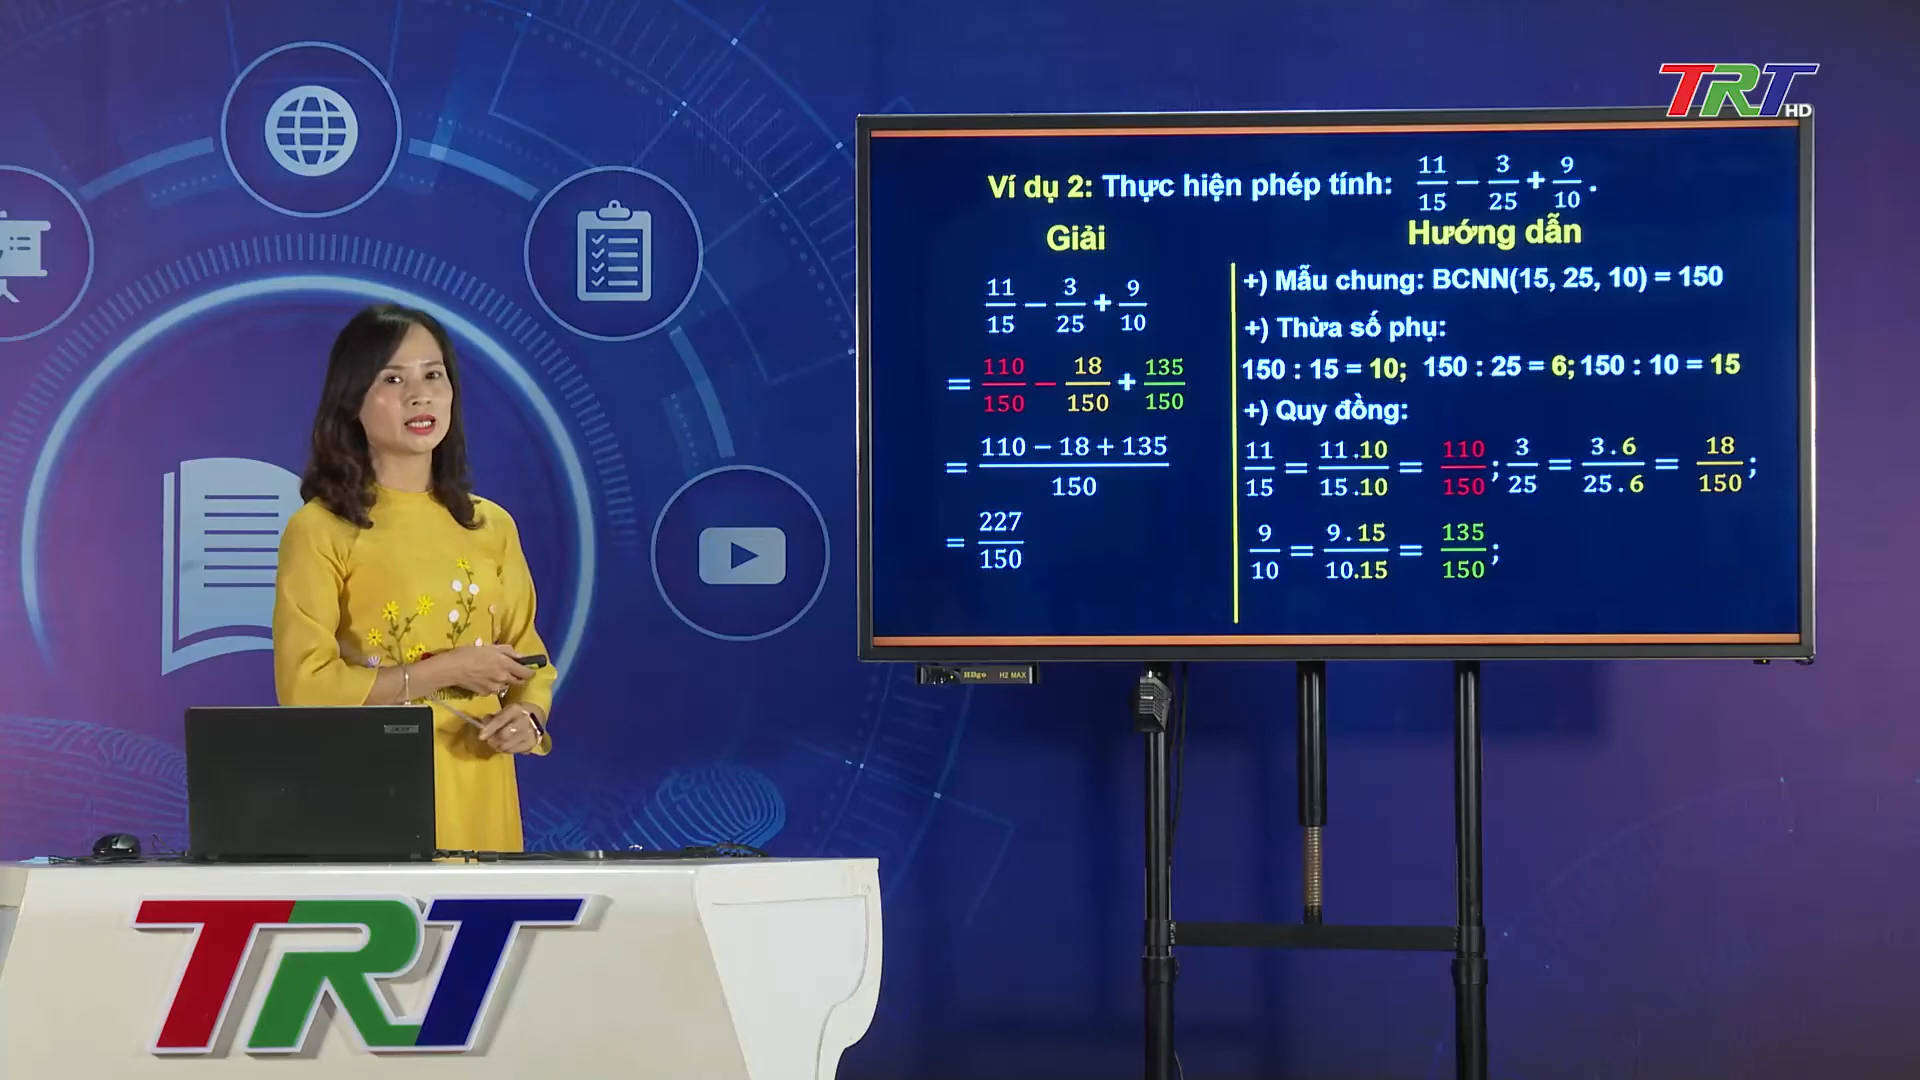 TRT HD
Ví dụ 2: Thực hiện phép tính: 11/15 − 3/25 + 9/10.
Giải
11/15 − 3/25 + 9/10
= 110/150 − 18/150 + 135/150
= (110 − 18 + 135)/150
= 227/150
Hướng dẫn
+) Mẫu chung: BCNN(15, 25, 10) = 150
+) Thừa số phụ:
150 : 15 = 10; 150 : 25 = 6; 150 : 10 = 15
+) Quy đồng:
11/15 = 11.10/15.10 = 110/150; 3/25 = 3.6/25.6 = 18/150;
9/10 = 9.15/10.15 = 135/150;
HDgo H2 MAX
acer
TRT